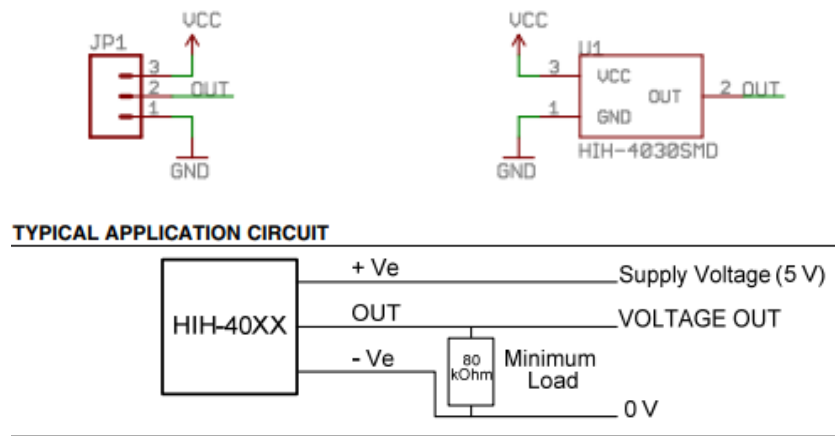 VCC
JP1
3
2 OUT
1
GND
VCC
U1
3 VCC
OUT 2 OUT
1 GND
GND
HIH-4030SMD
TYPICAL APPLICATION CIRCUIT
+ Ve Supply Voltage (5 V)
HIH-40XX OUT VOLTAGE OUT
- Ve 80 kOhm Minimum Load
0 V